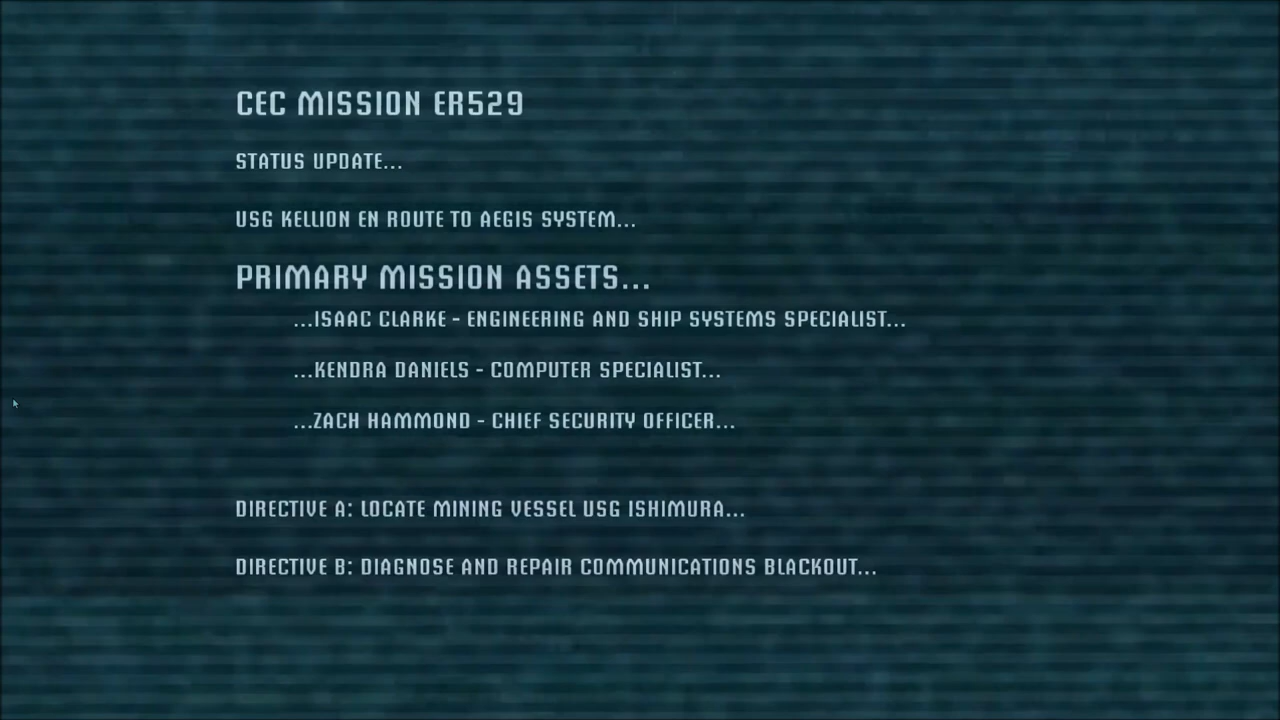 CEC MISSION ER529
STATUS UPDATE...
USG KELLION EN ROUTE TO AEGIS SYSTEM...
PRIMARY MISSION ASSETS...
...ISAAC CLARKE - ENGINEERING AND SHIP SYSTEMS SPECIALIST...
...KENDRA DANIELS - COMPUTER SPECIALIST...
...ZACH HAMMOND - CHIEF SECURITY OFFICER...
DIRECTIVE A: LOCATE MINING VESSEL USG ISHIMURA...
DIRECTIVE B: DIAGNOSE AND REPAIR COMMUNICATIONS BLACKOUT...